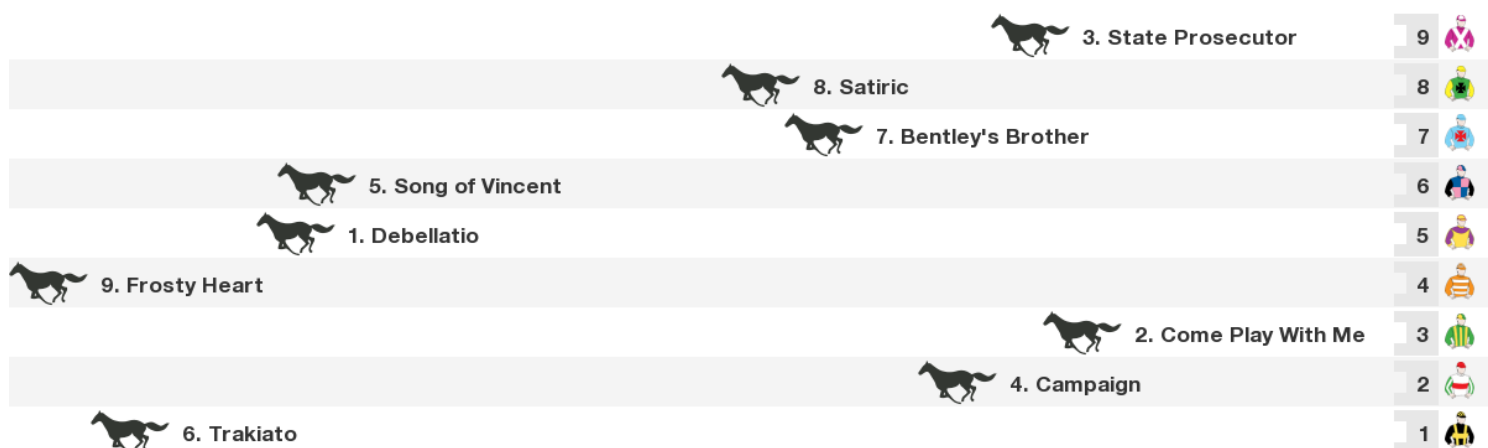 3. State Prosecutor 9
8. Satiric 8
7. Bentley's Brother 7
5. Song of Vincent 6
1. Debellatio 5
9. Frosty Heart 4
2. Come Play With Me 3
4. Campaign 2
6. Trakiato 1